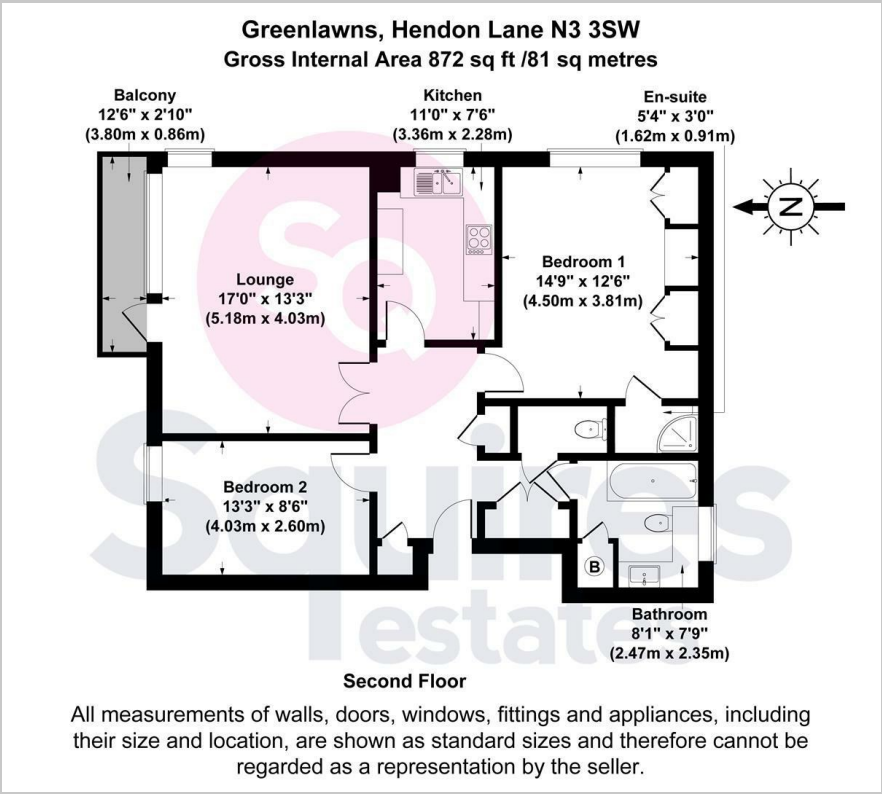 Greenlawns, Hendon Lane N3 3SW
Gross Internal Area 872 sq ft /81 sq metres
Balcony
12'6" x 2'10"
(3.80m x 0.86m)
Kitchen
11'0" x 7'6"
(3.36m x 2.28m)
En-suite
5'4" x 3'0"
(1.62m x 0.91m)
N
SQ
Lounge
17'0" x 13'3"
(5.18m x 4.03m)
Bedroom 1
14'9" x 12'6"
(4.50m x 3.81m)
Bedroom 2
13'3" x 8'6"
(4.03m x 2.60m)
Squires
estates
B
Bathroom
8'1" x 7'9"
(2.47m x 2.35m)
Second Floor
All measurements of walls, doors, windows, fittings and appliances, including
their size and location, are shown as standard sizes and therefore cannot be
regarded as a representation by the seller.